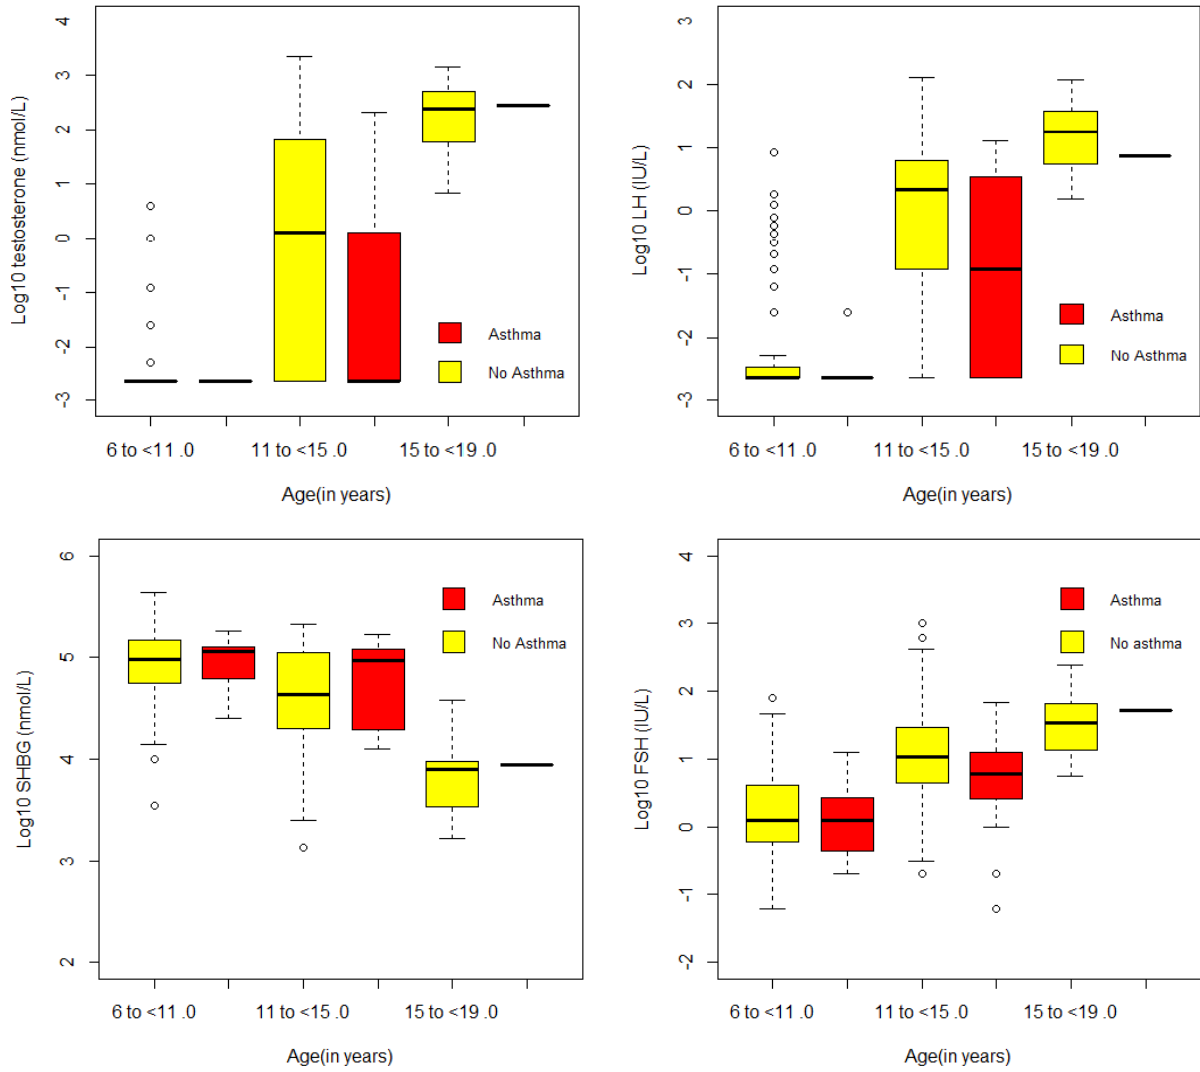 Log10 testosterone (nmol/L)
4
3
2
1
0
-1
-2
-3
Asthma
No Asthma
6 to <11 .0
11 to <15 .0
15 to <19 .0
Age(in years)
Log10 LH (IU/L)
3
2
1
0
-1
-2
-3
Asthma
No Asthma
6 to <11 .0
11 to <15 .0
15 to <19 .0
Age(in years)
Log10 SHBG (nmol/L)
6
5
4
3
2
Asthma
No Asthma
6 to <11 .0
11 to <15 .0
15 to <19 .0
Age(in years)
Log10 FSH (IU/L)
4
3
2
1
0
-1
-2
Asthma
No asthma
6 to <11 .0
11 to <15 .0
15 to <19 .0
Age(in years)